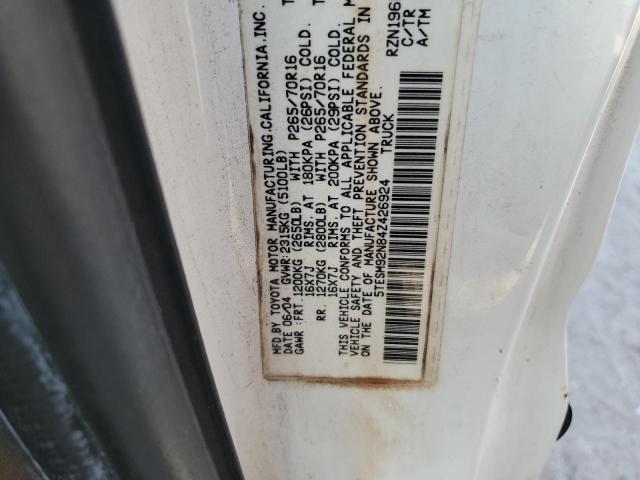 MFD BY TOYOTA MOTOR MANUFACTURING.CALIFORNIA.INC.
DATE 06/04 GVWR:2315KG (5100LB)
GAWR : FRT. 1200KG (2650LB) WITH P265/70R16
16X7J RIMS. AT 180KPA (26PSI) COLD.
RR. 1270KG (2800LB) WITH P265/70R16
16X7J RIMS. AT 200KPA (29PSI) COLD.
THIS VEHICLE CONFORMS TO ALL APPLICABLE FEDERAL
VEHICLE SAFETY AND THEFT PREVENTION STANDARDS IN
ON THE DATE OF MANUFACTURE SHOWN ABOVE.
5TESM92N84Z426924 TRUCK
RZN196
C/TR
A/TM